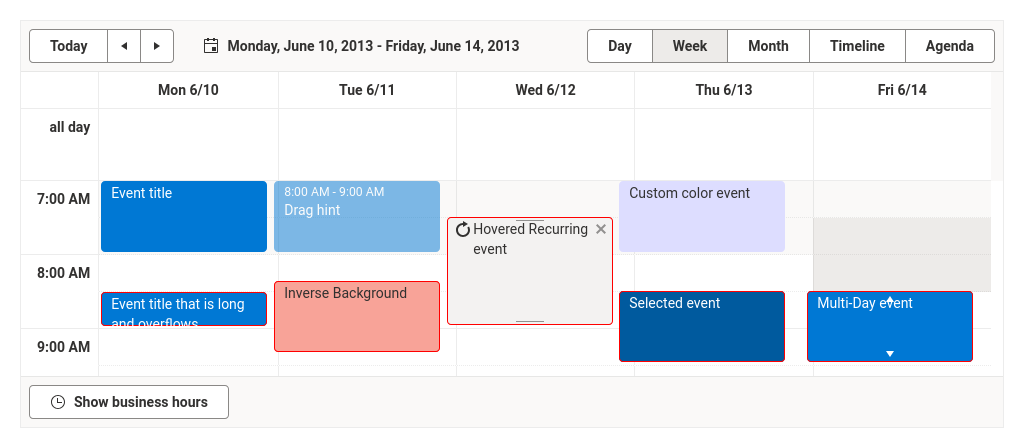 Today
Monday, June 10, 2013 - Friday, June 14, 2013
Day Week Month Timeline Agenda
Mon 6/10 Tue 6/11 Wed 6/12 Thu 6/13 Fri 6/14
all day
7:00 AM
Event title
8:00 AM - 9:00 AM
Drag hint
Custom color event
Hovered Recurring
event
8:00 AM
Event title that is long
and overflows
Inverse Background
Selected event
Multi-Day event
9:00 AM
Show business hours